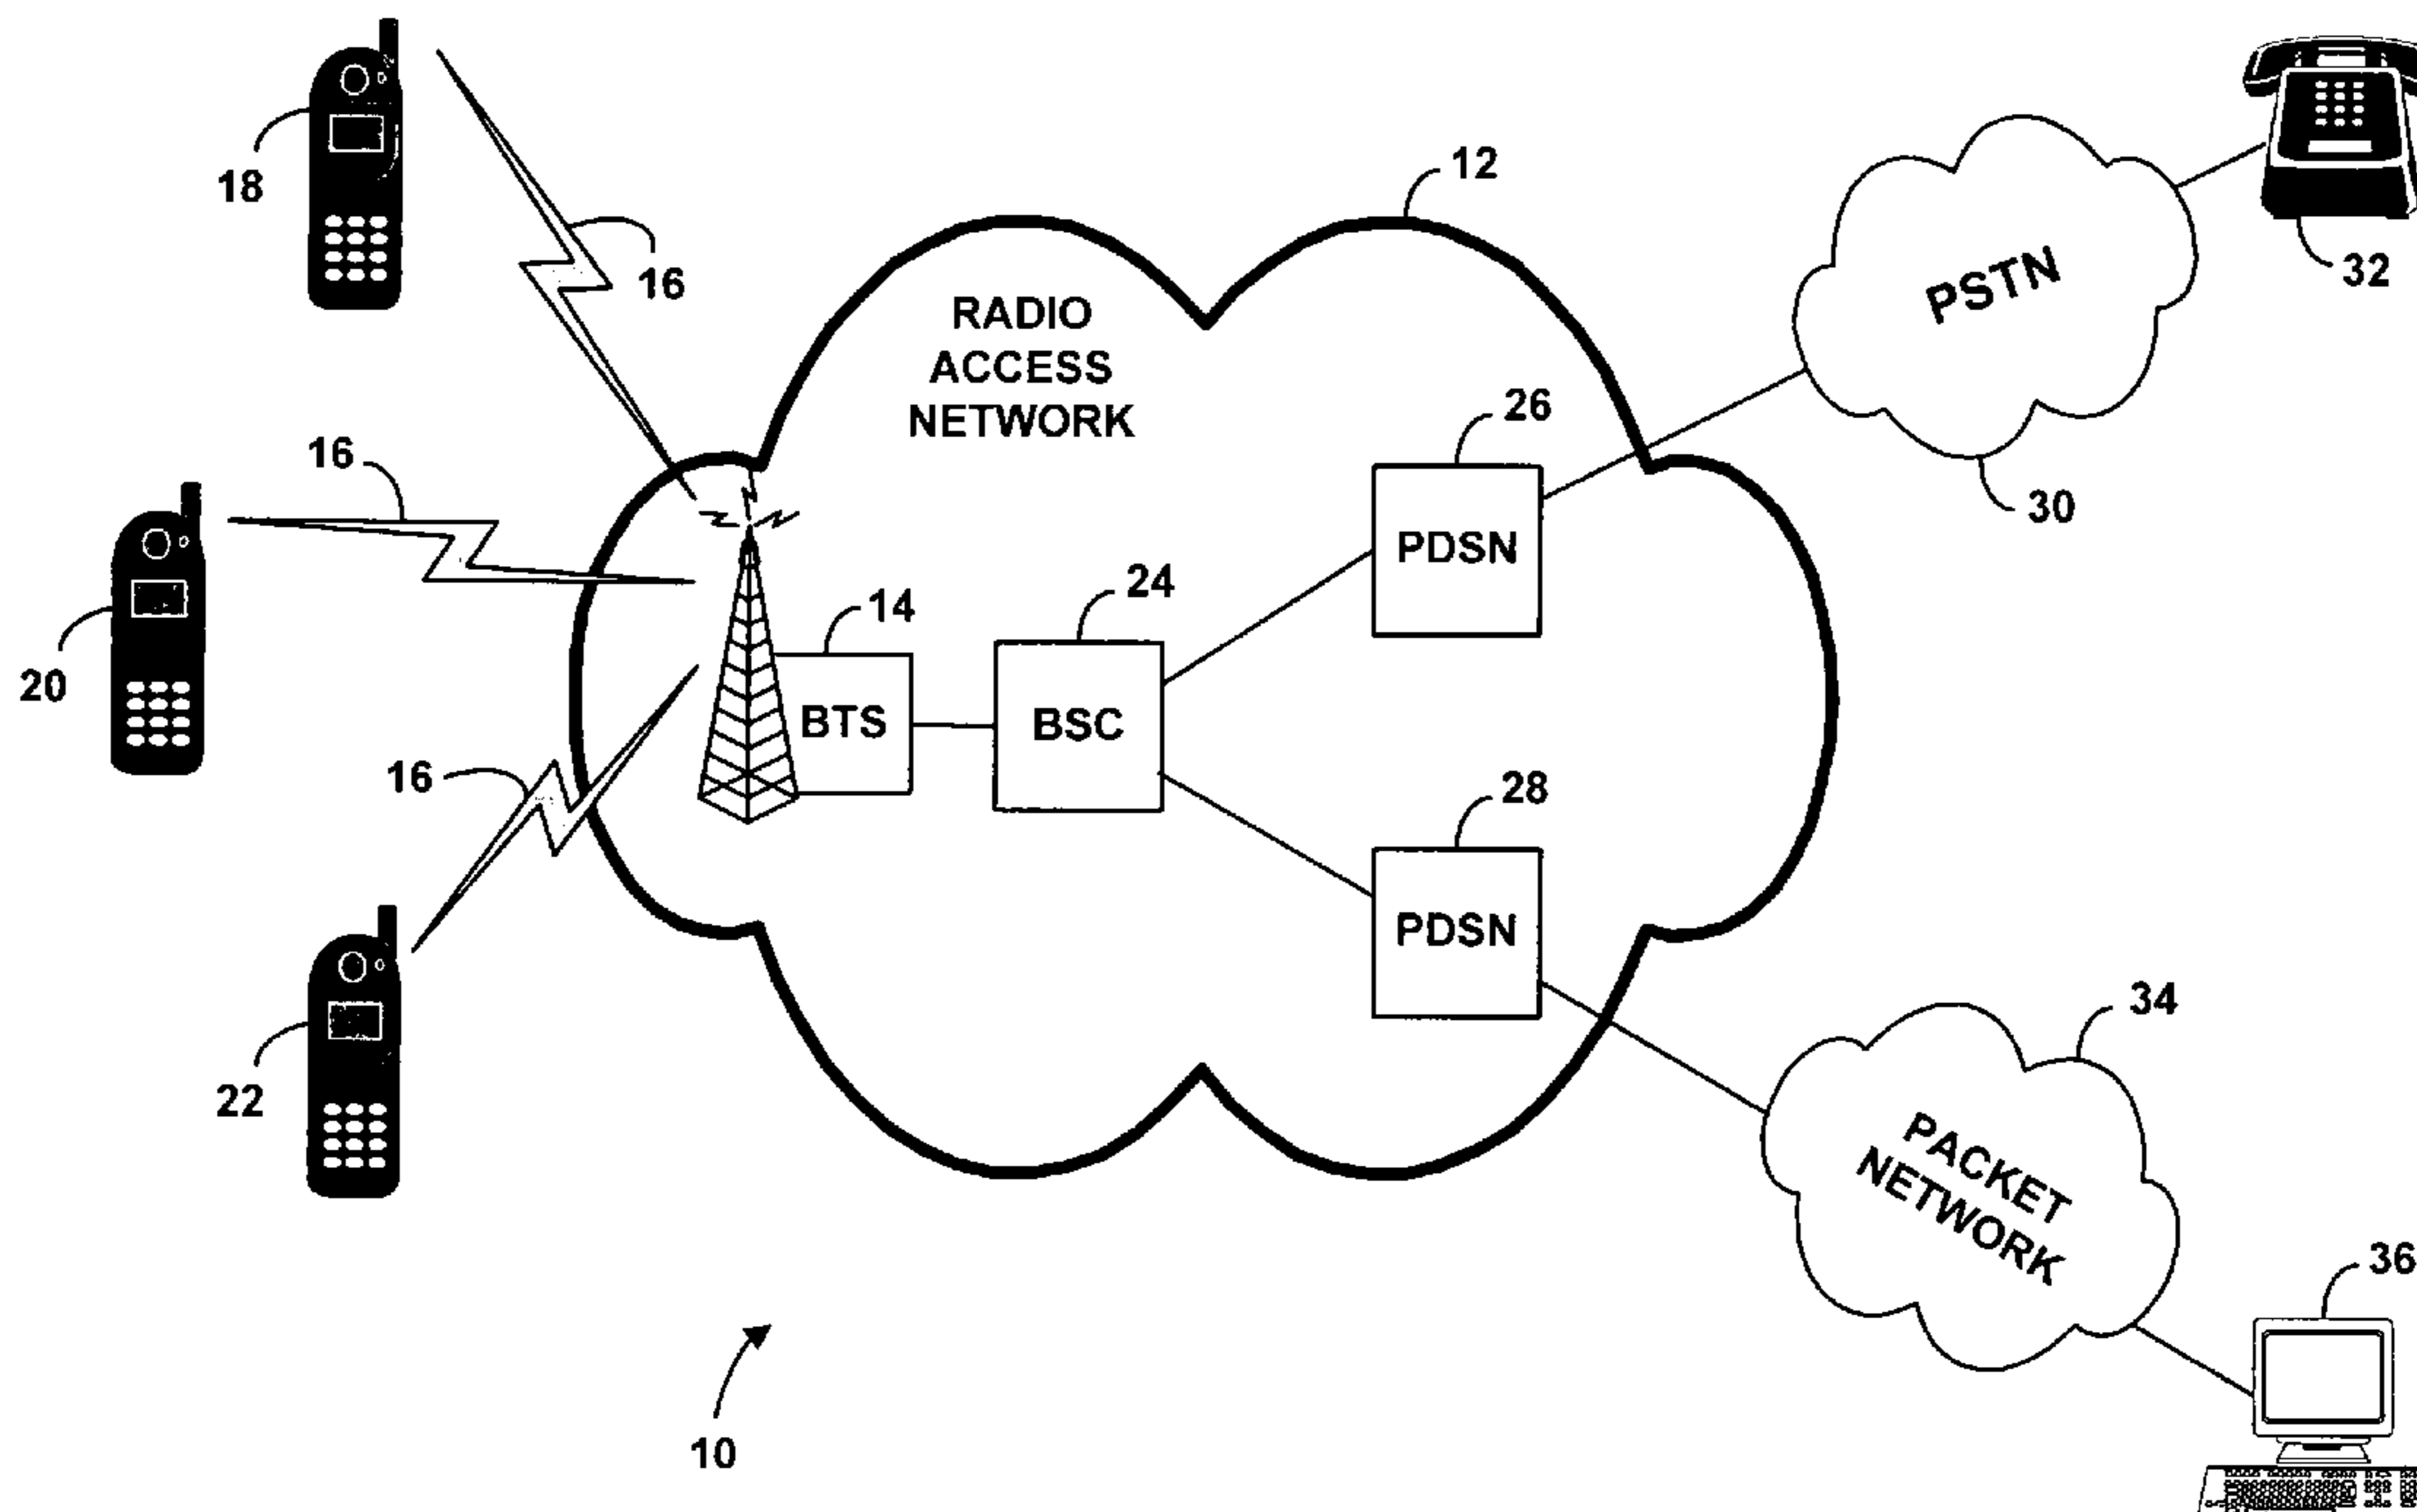 18
16
12
32
RADIO
ACCESS
NETWORK
PSTN
26
30
16
PDSN
20
14
24
BTS
BSC
16
28
PDSN
34
22
PACKET
NETWORK
36
10